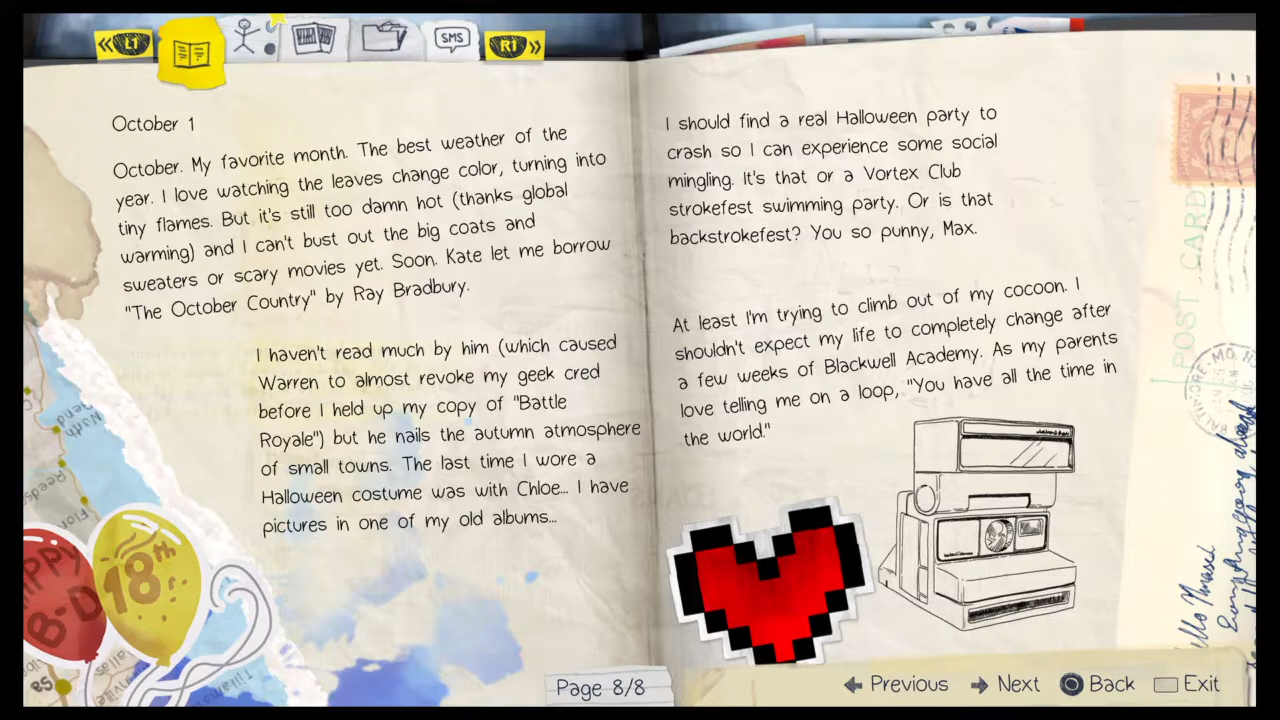 LT
SMS
R1
October 1
October. My favorite month. The best weather of the
year. I love watching the leaves change color, turning into
tiny flames. But it's still too damn hot (thanks global
warming) and I can't bust out the big coats and
sweaters or scary movies yet. Soon. Kate let me borrow
"The October Country" by Ray Bradbury.
I haven't read much by him (which caused
Warren to almost revoke my geek cred
before I held up my copy of "Battle
Royale") but he nails the autumn atmosphere
of small towns. The last time I wore a
Halloween costume was with Chloe... I have
pictures in one of my old albums...
I should find a real Halloween party to
crash so I can experience some social
mingling. It's that or a Vortex Club
strokefest swimming party. Or is that
backstrokefest? You so punny, Max.
At least I'm trying to climb out of my cocoon. I
shouldn't expect my life to completely change after
a few weeks of Blackwell Academy. As my parents
love telling me on a loop, "You have all the time in
the world."
POST CARD
North
Bend
Reedsp
Flor
APPY
B-D
18th
es
Page 8/8
Previous
Next
Back
Exit